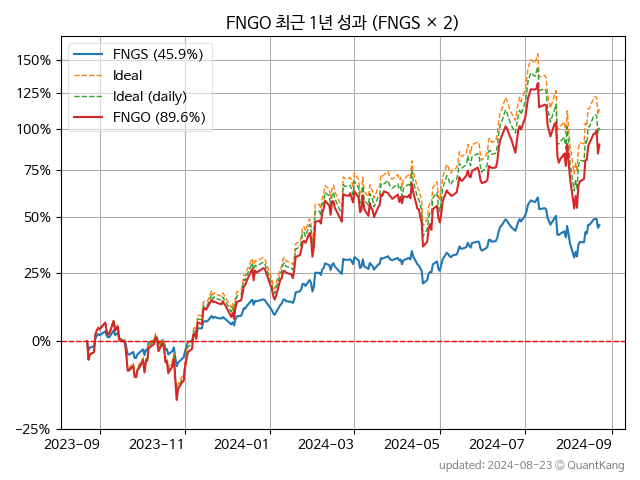 FNGO 최근 1년 성과 (FNGS × 2)
FNGS (45.9%)
Ideal
Ideal (daily)
FNGO (89.6%)
150%
125%
100%
75%
50%
25%
0%
−25%
2023-09
2023-11
2024-01
2024-03
2024-05
2024-07
2024-09
updated: 2024-08-23 © QuantKang